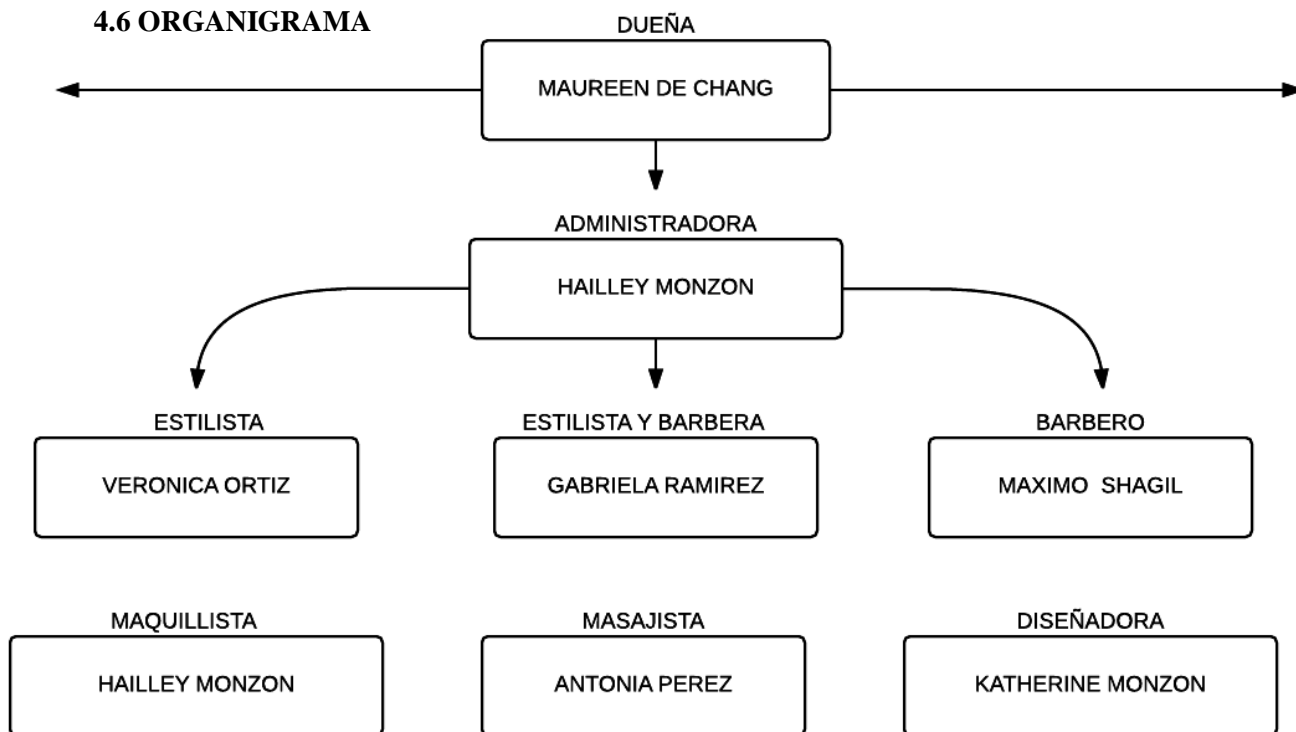 4.6 ORGANIGRAMA
DUEÑA
MAUREEN DE CHANG
ADMINISTRADORA
HAILLEY MONZON
ESTILISTA
VERONICA ORTIZ
ESTILISTA Y BARBERA
GABRIELA RAMIREZ
BARBERO
MAXIMO SHAGIL
MAQUILLISTA
HAILLEY MONZON
MASAJISTA
ANTONIA PEREZ
DISEÑADORA
KATHERINE MONZON